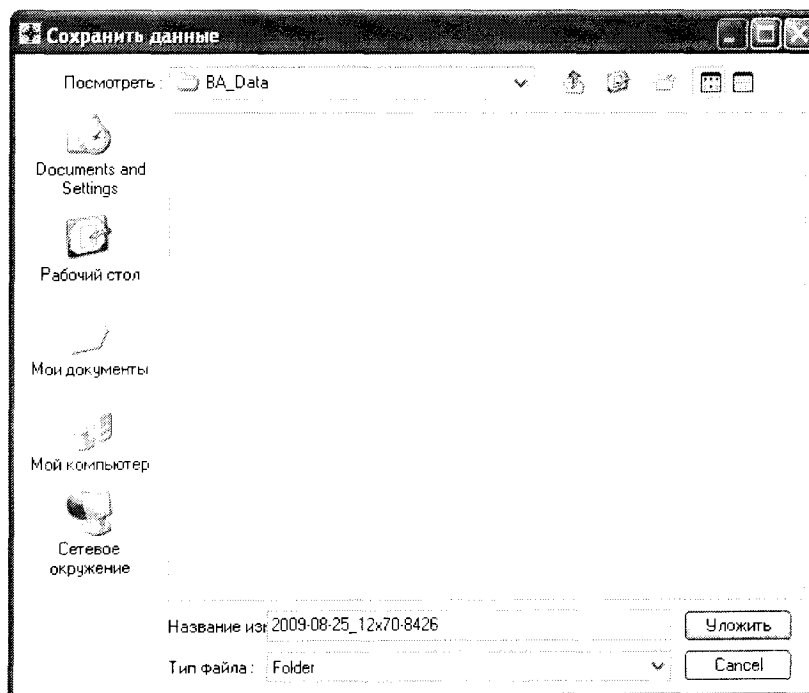 Сохранить данные
Посмотреть : BA_Data
Documents and
Settings
Рабочий стол
Мои документы
Мой компьютер
Сетевое
окружение
Название изг 2009-08-25_12x70-8426 Уложить
Тип файла : Folder Cancel